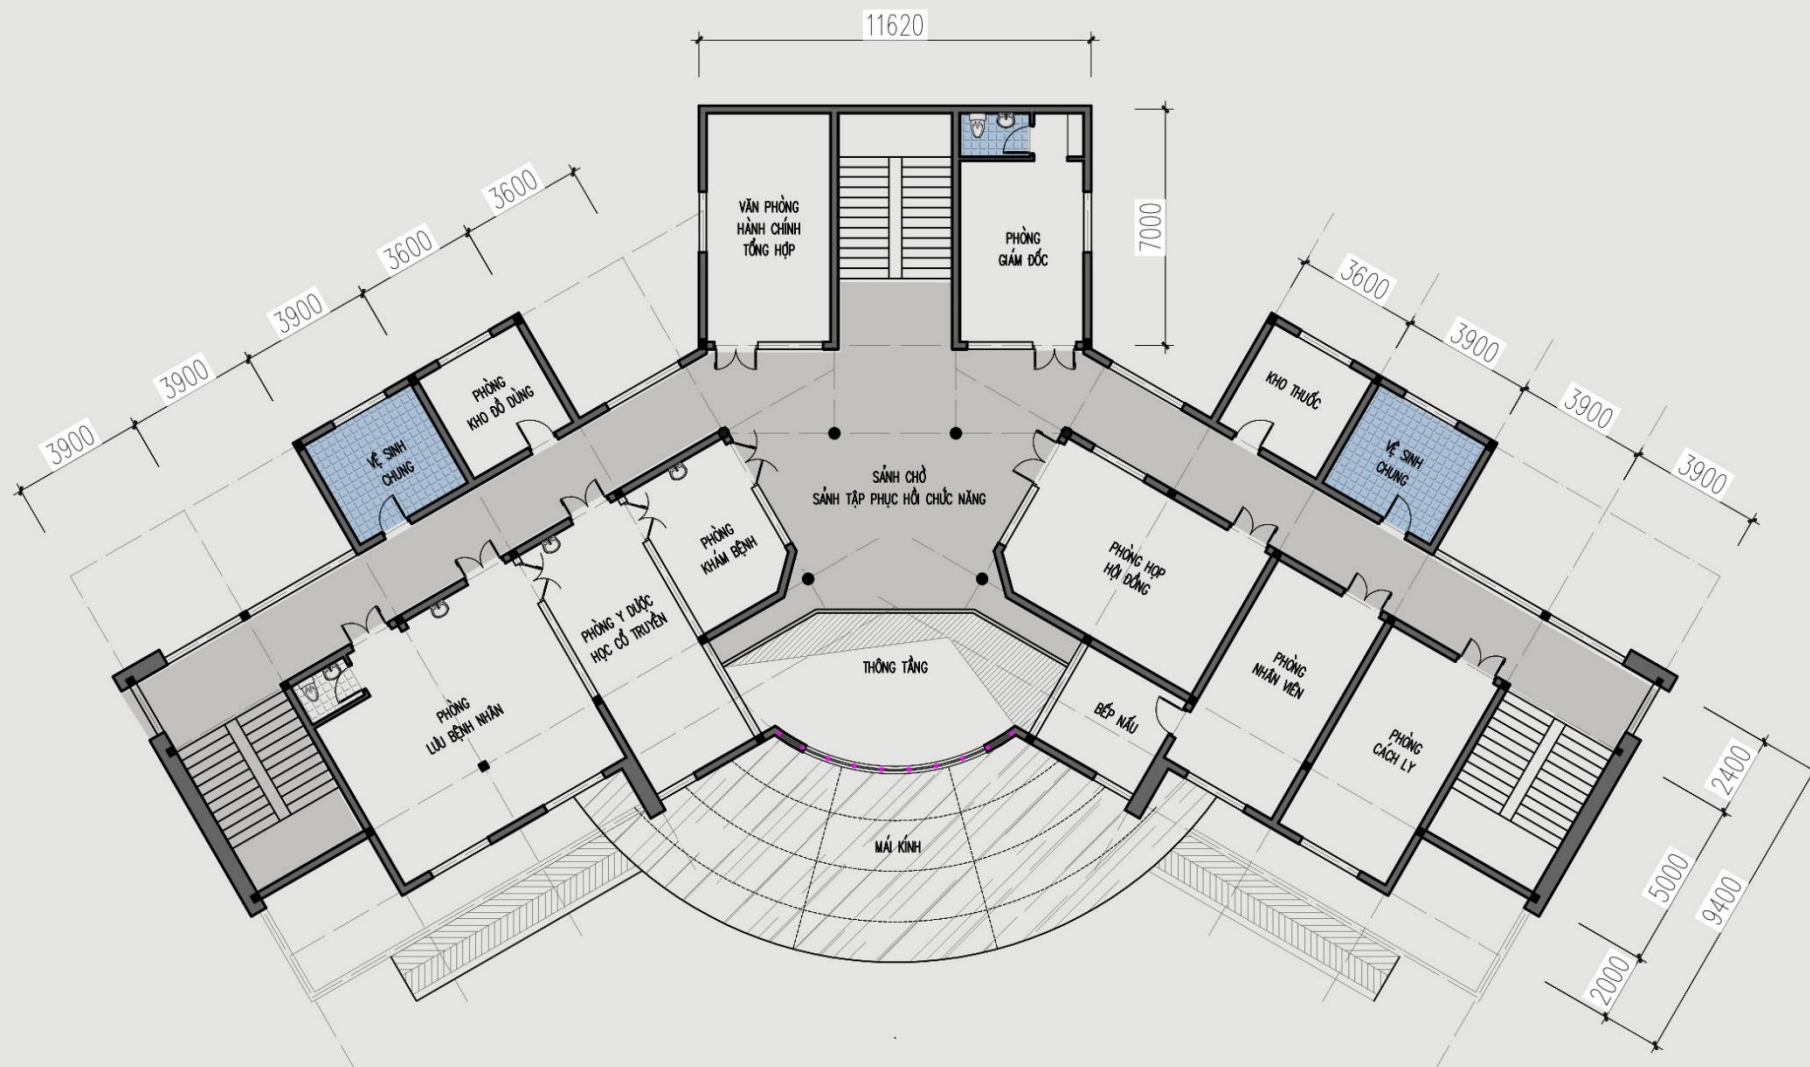 11620
7000
3600
3600
3900
3900
3900
3600
3900
3900
3900
VĂN PHÒNG
HÀNH CHÍNH
TỔNG HỢP
PHÒNG
GIÁM ĐỐC
PHÒNG
KHO ĐỒ DÙNG
VỆ SINH
CHUNG
KHO THUỐC
VỆ SINH
CHUNG
SẢNH CHỜ
SẢNH TẬP PHỤC HỒI CHỨC NĂNG
PHÒNG
KHÁM BỆNH
PHÒNG HỌP
HỘI ĐỒNG
PHÒNG Y DƯỢC
HỌC CỔ TRUYỀN
THÔNG TẦNG
PHÒNG
NHÂN VIÊN
PHÒNG
LƯU BỆNH NHÂN
BẾP NẤU
PHÒNG
CÁCH LY
MÁI KÍNH
2400
5000
9400
2000